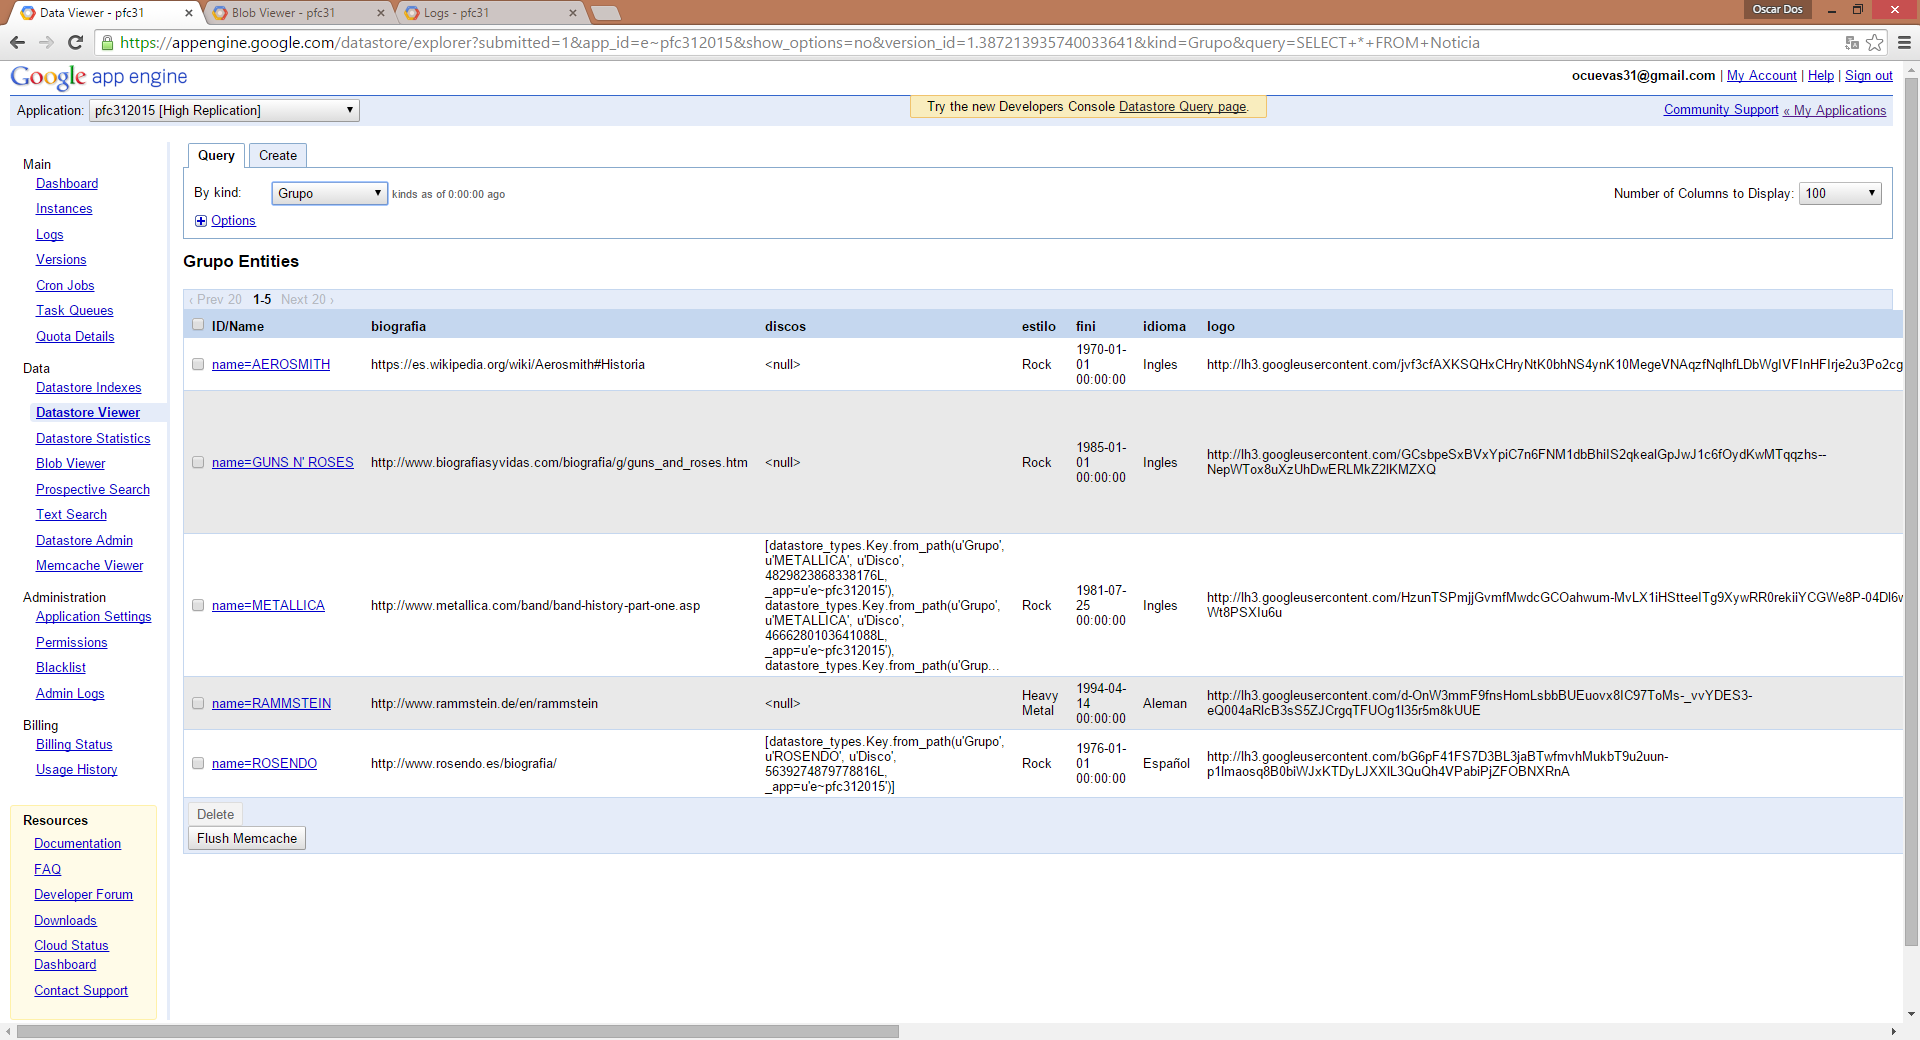 Data Viewer - pfc31
Blob Viewer - pfc31
Logs - pfc31
Oscar Dos
https://appengine.google.com/datastore/explorer?submitted=1&app_id=e~pfc312015&show_options=no&version_id=1.387213935740033641&kind=Grupo&query=SELECT+*+FROM+Noticia
Google app engine
ocuevas31@gmail.com | My Account | Help | Sign out
Application: pfc312015 [High Replication]
Try the new Developers Console Datastore Query page.
Community Support « My Applications
Main
Dashboard
Instances
Logs
Versions
Cron Jobs
Task Queues
Quota Details
Data
Datastore Indexes
Datastore Viewer
Datastore Statistics
Blob Viewer
Prospective Search
Text Search
Datastore Admin
Memcache Viewer
Administration
Application Settings
Permissions
Blacklist
Admin Logs
Billing
Billing Status
Usage History
Resources
Documentation
FAQ
Developer Forum
Downloads
Cloud Status
Dashboard
Contact Support
Query
Create
By kind: Grupo kinds as of 0:00:00 ago
Number of Columns to Display: 100
Options
Grupo Entities
‹ Prev 20 1-5 Next 20 ›
ID/Name biografia discos estilo fini idioma logo
name=AEROSMITH
https://es.wikipedia.org/wiki/Aerosmith#Historia
<null>
Rock
1970-01-
01
00:00:00
Ingles
http://lh3.googleusercontent.com/jvf3cfAXKSQHxCHryNtK0bhNS4ynK10MegeVNAqzfNqlhfLDbWgIVFInHFIrje2u3Po2cg
name=GUNS N' ROSES
http://www.biografiasyvidas.com/biografia/g/guns_and_roses.htm
<null>
Rock
1985-01-
01
00:00:00
Ingles
http://lh3.googleusercontent.com/GCsbpeSxBVxYpiC7n6FNM1dbBhiIS2qkealGpJwJ1c6fOydKwMTqqzhs--
NepWTox8uXzUhDwERLMkZ2lKMZXQ
name=METALLICA
http://www.metallica.com/band/band-history-part-one.asp
[datastore_types.Key.from_path(u'Grupo',
u'METALLICA', u'Disco',
4829823868338176L,
_app=u'e~pfc312015'),
datastore_types.Key.from_path(u'Grupo',
u'METALLICA', u'Disco',
4666280103641088L,
_app=u'e~pfc312015'),
datastore_types.Key.from_path(u'Grup...
Rock
1981-07-
25
00:00:00
Ingles
http://lh3.googleusercontent.com/HzunTSPmjjGvmfMwdcGCOahwum-MvLX1iHStteeITg9XywRR0rekiiYCGWe8P-04Dl6w
Wt8PSXIu6u
name=RAMMSTEIN
http://www.rammstein.de/en/rammstein
<null>
Heavy
Metal
1994-04-
14
00:00:00
Aleman
http://lh3.googleusercontent.com/d-OnW3mmF9fnsHomLsbbBUEuovx8IC97ToMs-_vvYDES3-
eQ004aRlcB3sS5ZJCrgqTFUOg1I35r5m8kUUE
name=ROSENDO
http://www.rosendo.es/biografia/
[datastore_types.Key.from_path(u'Grupo',
u'ROSENDO', u'Disco',
5639274879778816L,
_app=u'e~pfc312015')]
Rock
1976-01-
01
00:00:00
Español
http://lh3.googleusercontent.com/bG6pF41FS7D3BL3jaBTwfmvhMukbT9u2uun-
p1Imaosq8B0biWJxKTDyLJXXIL3QuQh4VPabiPjZFOBNXRnA
Delete
Flush Memcache